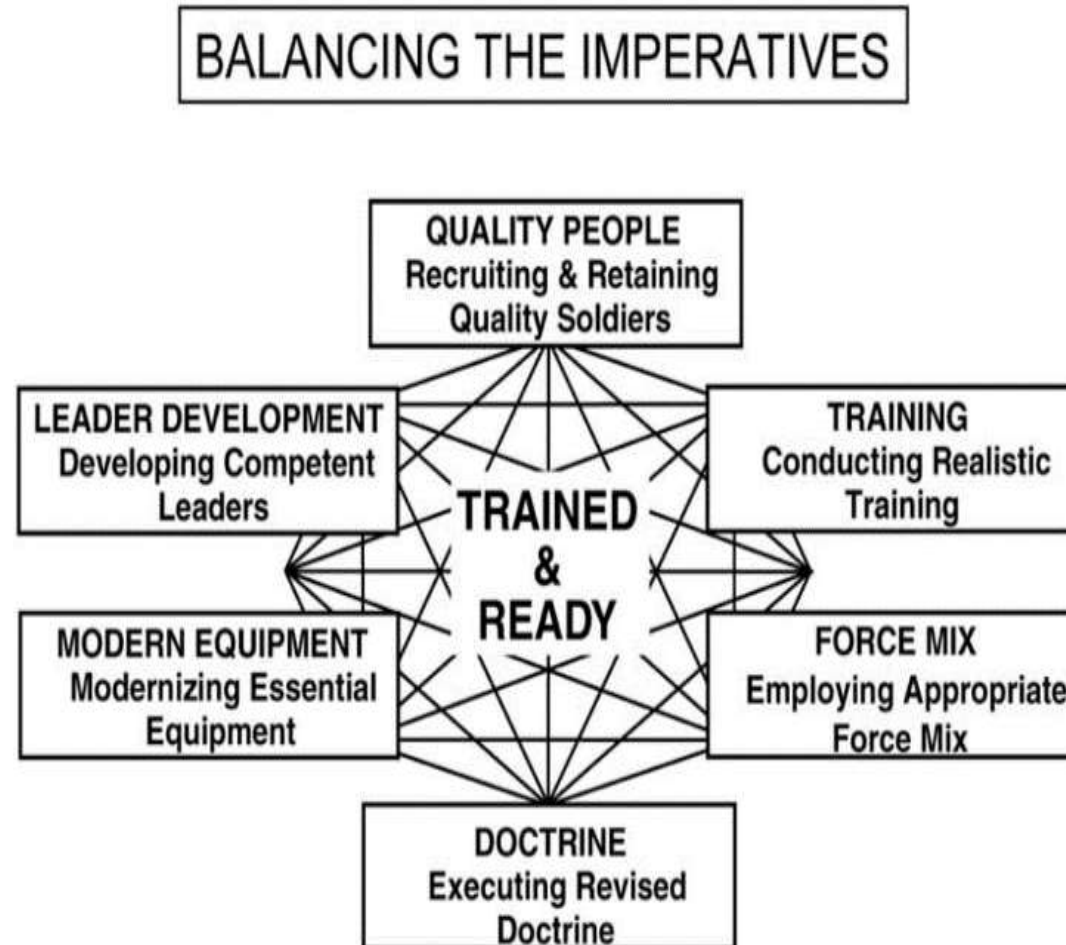 BALANCING THE IMPERATIVES
QUALITY PEOPLE
Recruiting & Retaining
Quality Soldiers
LEADER DEVELOPMENT
Developing Competent
Leaders
TRAINING
Conducting Realistic
Training
TRAINED
&
READY
MODERN EQUIPMENT
Modernizing Essential
Equipment
FORCE MIX
Employing Appropriate
Force Mix
DOCTRINE
Executing Revised
Doctrine